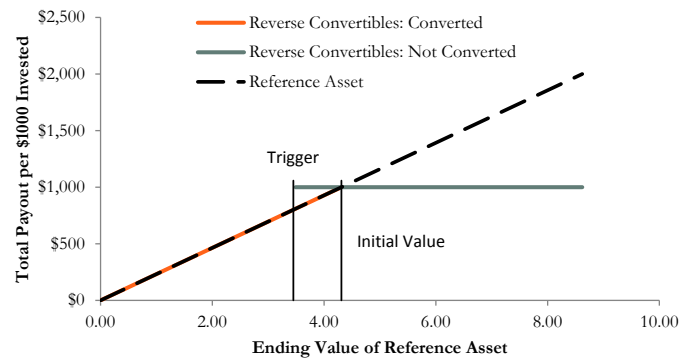 Reverse Convertibles: Converted
Reverse Convertibles: Not Converted
Reference Asset
Total Payout per $1000 Invested
$2,500
$2,000
$1,500
$1,000
$500
$0
Trigger
Initial Value
0.00 2.00 4.00 6.00 8.00 10.00
Ending Value of Reference Asset